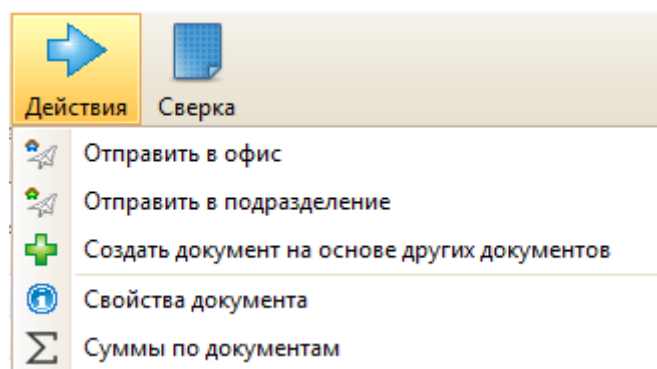 Действия Сверка
Отправить в офис
Отправить в подразделение
Создать документ на основе других документов
Свойства документа
Суммы по документам